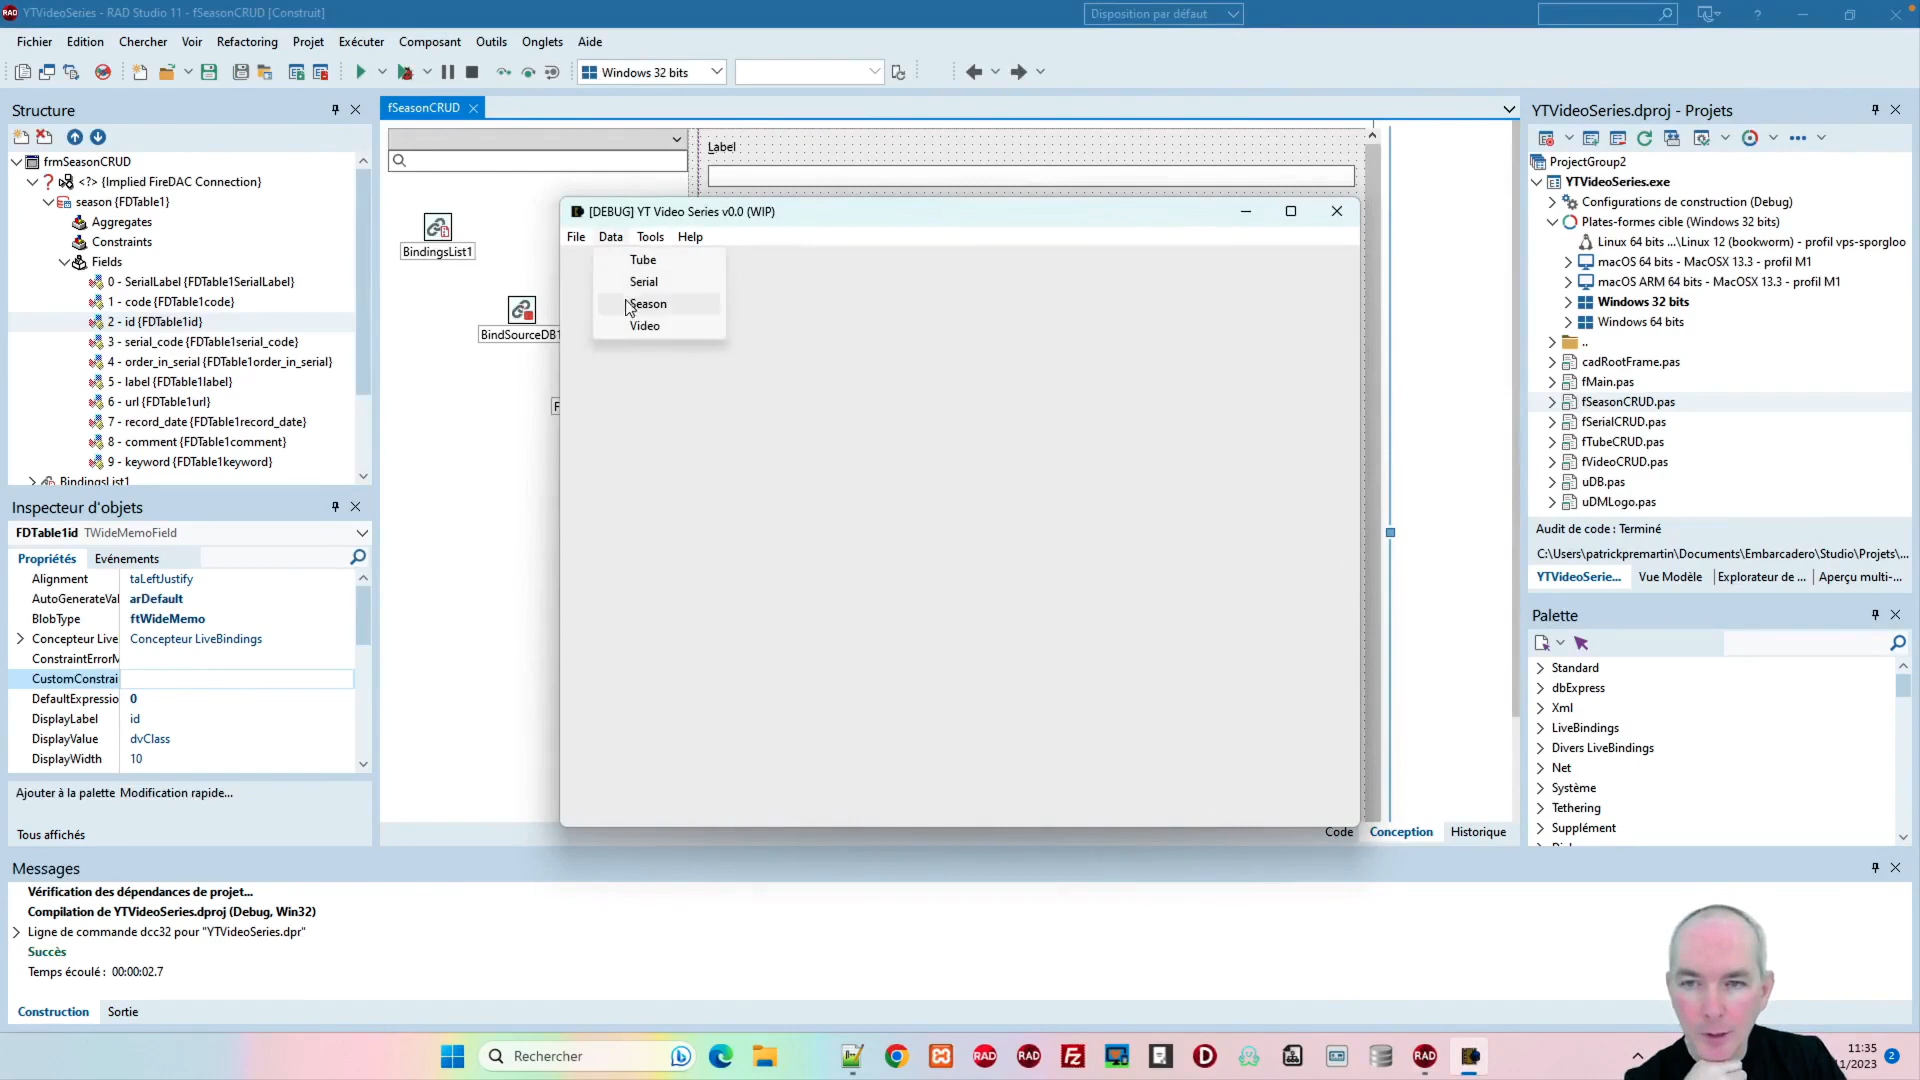 YTVideoSeries - RAD Studio 11 - fSeasonCRUD [Construit]
Disposition par défaut
Fichier Edition Chercher Voir Refactoring Projet Exécuter Composant Outils Onglets Aide
Windows 32 bits
Structure
frmSeasonCRUD
<?> {Implied FireDAC Connection}
season {FDTable1}
Aggregates
Constraints
Fields
0 - SerialLabel {FDTable1SerialLabel}
1 - code {FDTable1code}
2 - id {FDTable1id}
3 - serial_code {FDTable1serial_code}
4 - order_in_serial {FDTable1order_in_serial}
5 - label {FDTable1label}
6 - url {FDTable1url}
7 - record_date {FDTable1record_date}
8 - comment {FDTable1comment}
9 - keyword {FDTable1keyword}
BindingsList1
Inspecteur d'objets
FDTable1id TWideMemoField
Propriétés Evénements
Alignment taLeftJustify
AutoGenerateVal arDefault
BlobType ftWideMemo
Concepteur Live Concepteur LiveBindings
ConstraintErrorM
CustomConstrai
DefaultExpressio 0
DisplayLabel id
DisplayValue dvClass
DisplayWidth 10
Ajouter à la palette Modification rapide...
Tous affichés
fSeasonCRUD
Label
BindingsList1
BindSourceDB1
F
[DEBUG] YT Video Series v0.0 (WIP)
File Data Tools Help
Tube
Serial
Season
Video
Code Conception Historique
YTVideoSeries.dproj - Projets
ProjectGroup2
YTVideoSeries.exe
Configurations de construction (Debug)
Plates-formes cible (Windows 32 bits)
Linux 64 bits ...\Linux 12 (bookworm) - profil vps-sporgloo
macOS 64 bits - MacOSX 13.3 - profil M1
macOS ARM 64 bits - MacOSX 13.3 - profil M1
Windows 32 bits
Windows 64 bits
..
cadRootFrame.pas
fMain.pas
fSeasonCRUD.pas
fSerialCRUD.pas
fTubeCRUD.pas
fVideoCRUD.pas
uDB.pas
uDMLogo.pas
Audit de code : Terminé
C:\Users\patrickpremartin\Documents\Embarcadero\Studio\Projets\...
YTVideoSerie... Vue Modèle Explorateur de ... Aperçu multi-...
Palette
Standard
dbExpress
Xml
LiveBindings
Divers LiveBindings
Net
Système
Tethering
Supplément
Messages
Vérification des dépendances de projet...
Compilation de YTVideoSeries.dproj (Debug, Win32)
Ligne de commande dcc32 pour "YTVideoSeries.dpr"
Succès
Temps écoulé : 00:00:02.7
Construction Sortie
Rechercher
RAD RAD RAD
11:35
1/2023
2